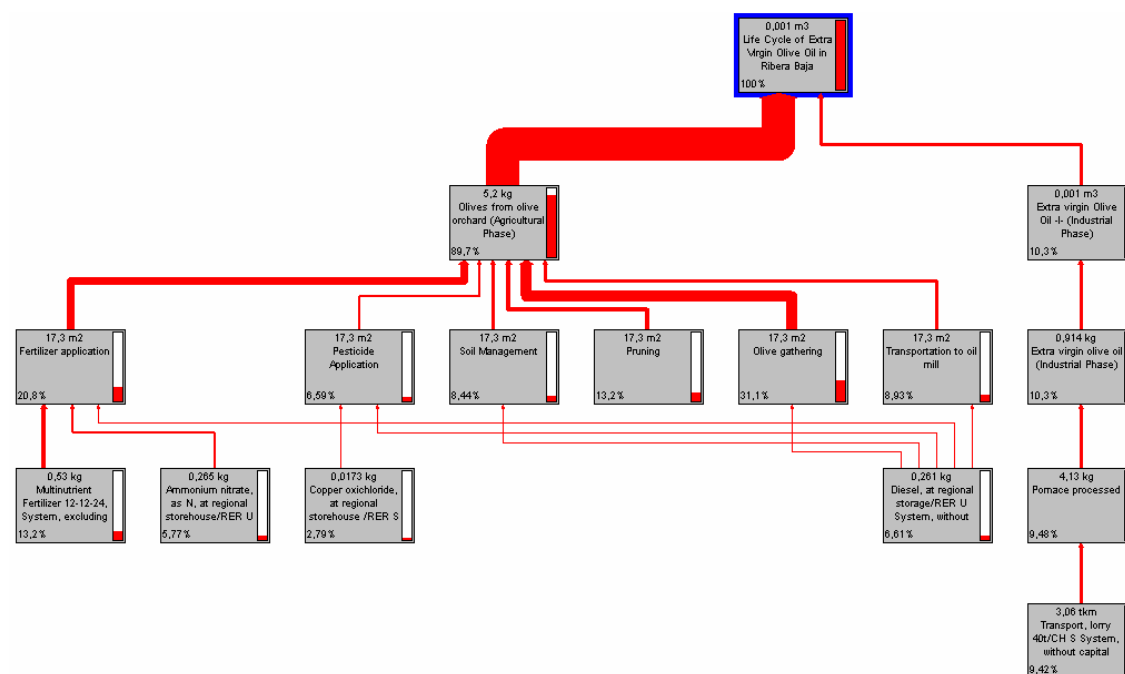 0,001 m3
Life Cycle of Extra
Virgin Olive Oil in
Ribera Baja
100%
5,2 kg
Olives from olive
orchard (Agricultural
Phase)
89,7%
0,001 m3
Extra virgin Olive
Oil -I- (Industrial
Phase)
10,3%
17,3 m2
Fertilizer application
20,8%
17,3 m2
Pesticide
Application
6,59%
17,3 m2
Soil Management
8,44%
17,3 m2
Pruning
13,2%
17,3 m2
Olive gathering
31,1%
17,3 m2
Transportation to oil
mill
8,93%
0,914 kg
Extra virgin olive oil
(Industrial Phase)
10,3%
0,53 kg
Multinutrient
Fertilizer 12-12-24,
System, excluding
13,2%
0,265 kg
Ammonium nitrate,
as N, at regional
storehouse/RER U
5,77%
0,0173 kg
Copper oxichloride,
at regional
storehouse /RER S
2,79%
0,261 kg
Diesel, at regional
storage/RER U
System, without
6,61%
4,13 kg
Pomace processed
9,48%
3,06 tkm
Transport, lorry
40t/CH S System,
without capital
9,42%